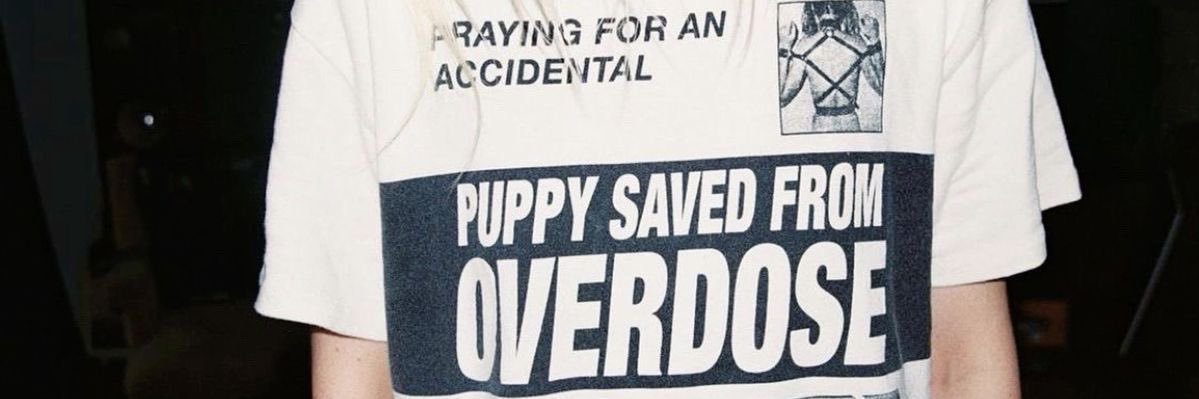 PRAYING FOR AN
ACCIDENTAL
PUPPY SAVED FROM
OVERDOSE